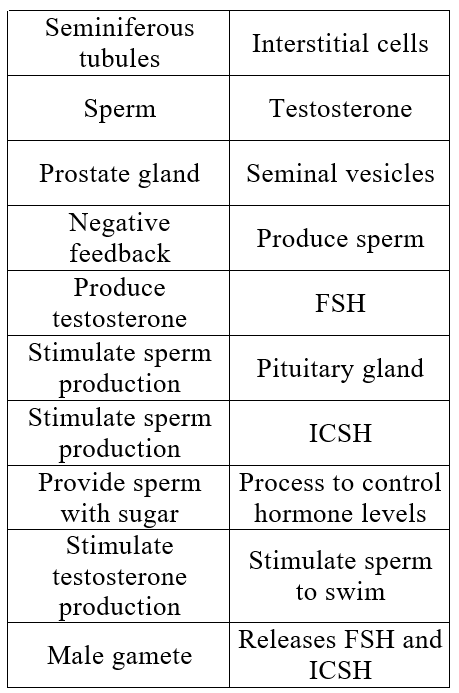 Seminiferous
tubules
Interstitial cells
Sperm
Testosterone
Prostate gland
Seminal vesicles
Negative
feedback
Produce sperm
Produce
testosterone
FSH
Stimulate sperm
production
Pituitary gland
Stimulate sperm
production
ICSH
Provide sperm
with sugar
Process to control
hormone levels
Stimulate
testosterone
production
Stimulate sperm
to swim
Male gamete
Releases FSH and
ICSH